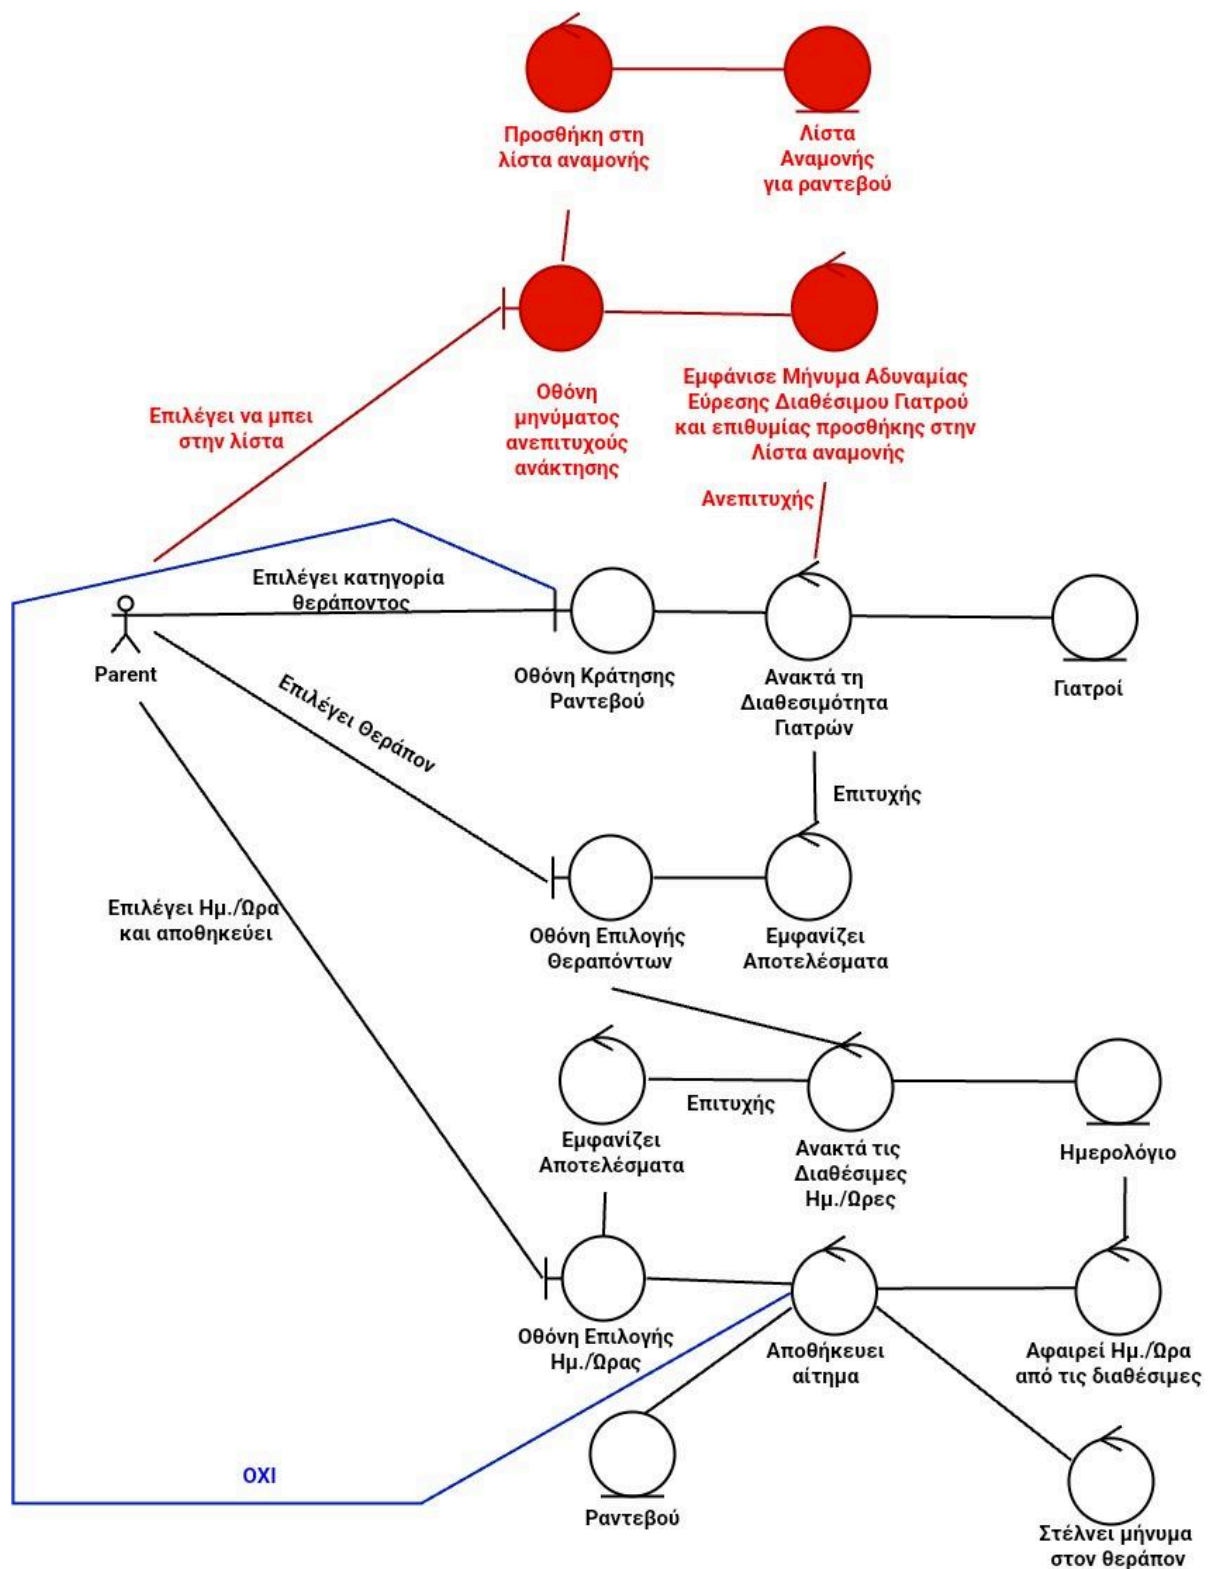 Προσθήκη στη
λίστα αναμονής
Λίστα
Αναμονής
για ραντεβού
Επιλέγει να μπει
στην λίστα
Οθόνη
μηνύματος
ανεπιτυχούς
ανάκτησης
Εμφάνισε Μήνυμα Αδυναμίας
Εύρεσης Διαθέσιμου Γιατρού
και επιθυμίας προσθήκης στην
Λίστα αναμονής
Ανεπιτυχής
Επιλέγει κατηγορία
θεράποντος
Parent
Οθόνη Κράτησης
Ραντεβού
Ανακτά τη
Διαθεσιμότητα
Γιατρών
Γιατροί
Επιλέγει Θεράπον
Επιτυχής
Επιλέγει Ημ./Ώρα
και αποθηκεύει
Οθόνη Επιλογής
Θεραπόντων
Εμφανίζει
Αποτελέσματα
Επιτυχής
Εμφανίζει
Αποτελέσματα
Ανακτά τις
Διαθέσιμες
Ημ./Ωρες
Ημερολόγιο
Οθόνη Επιλογής
Ημ./Ώρας
Αποθήκευει
αίτημα
Αφαιρεί Ημ./Ώρα
από τις διαθέσιμες
ΟΧΙ
Ραντεβού
Στέλνει μήνυμα
στον θεράπον